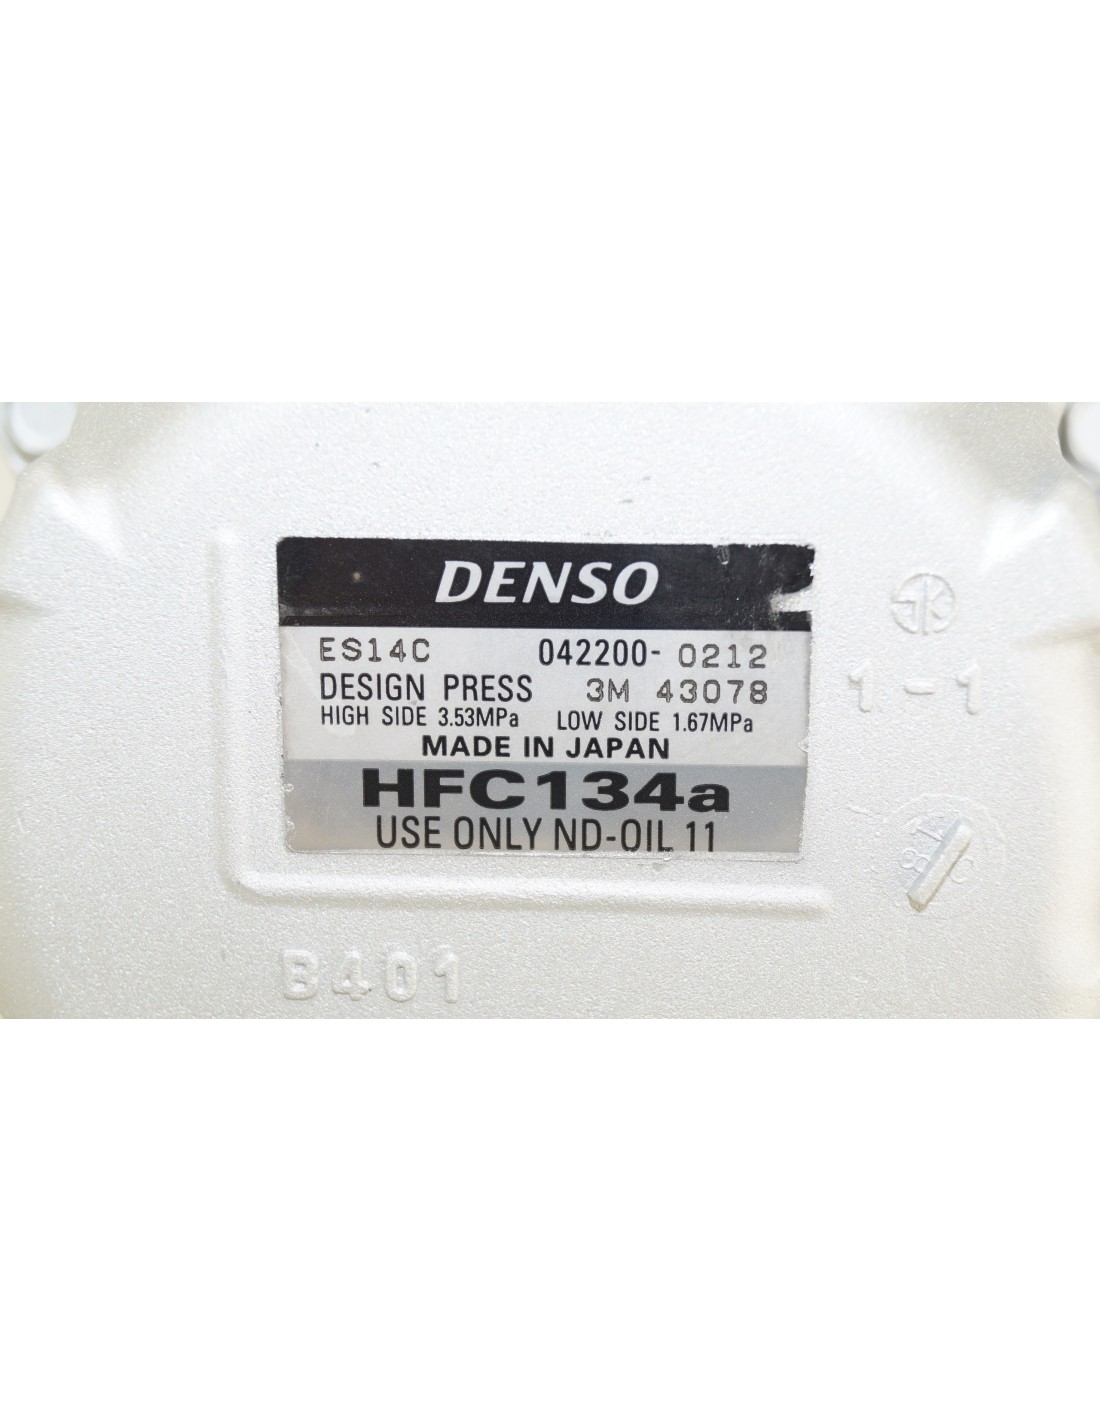 DENSO
ES14C 042200- 0212
DESIGN PRESS 3M 43078
HIGH SIDE 3.53MPa LOW SIDE 1.67MPa
MADE IN JAPAN
HFC134a
USE ONLY ND-OIL 11
1-1
B401